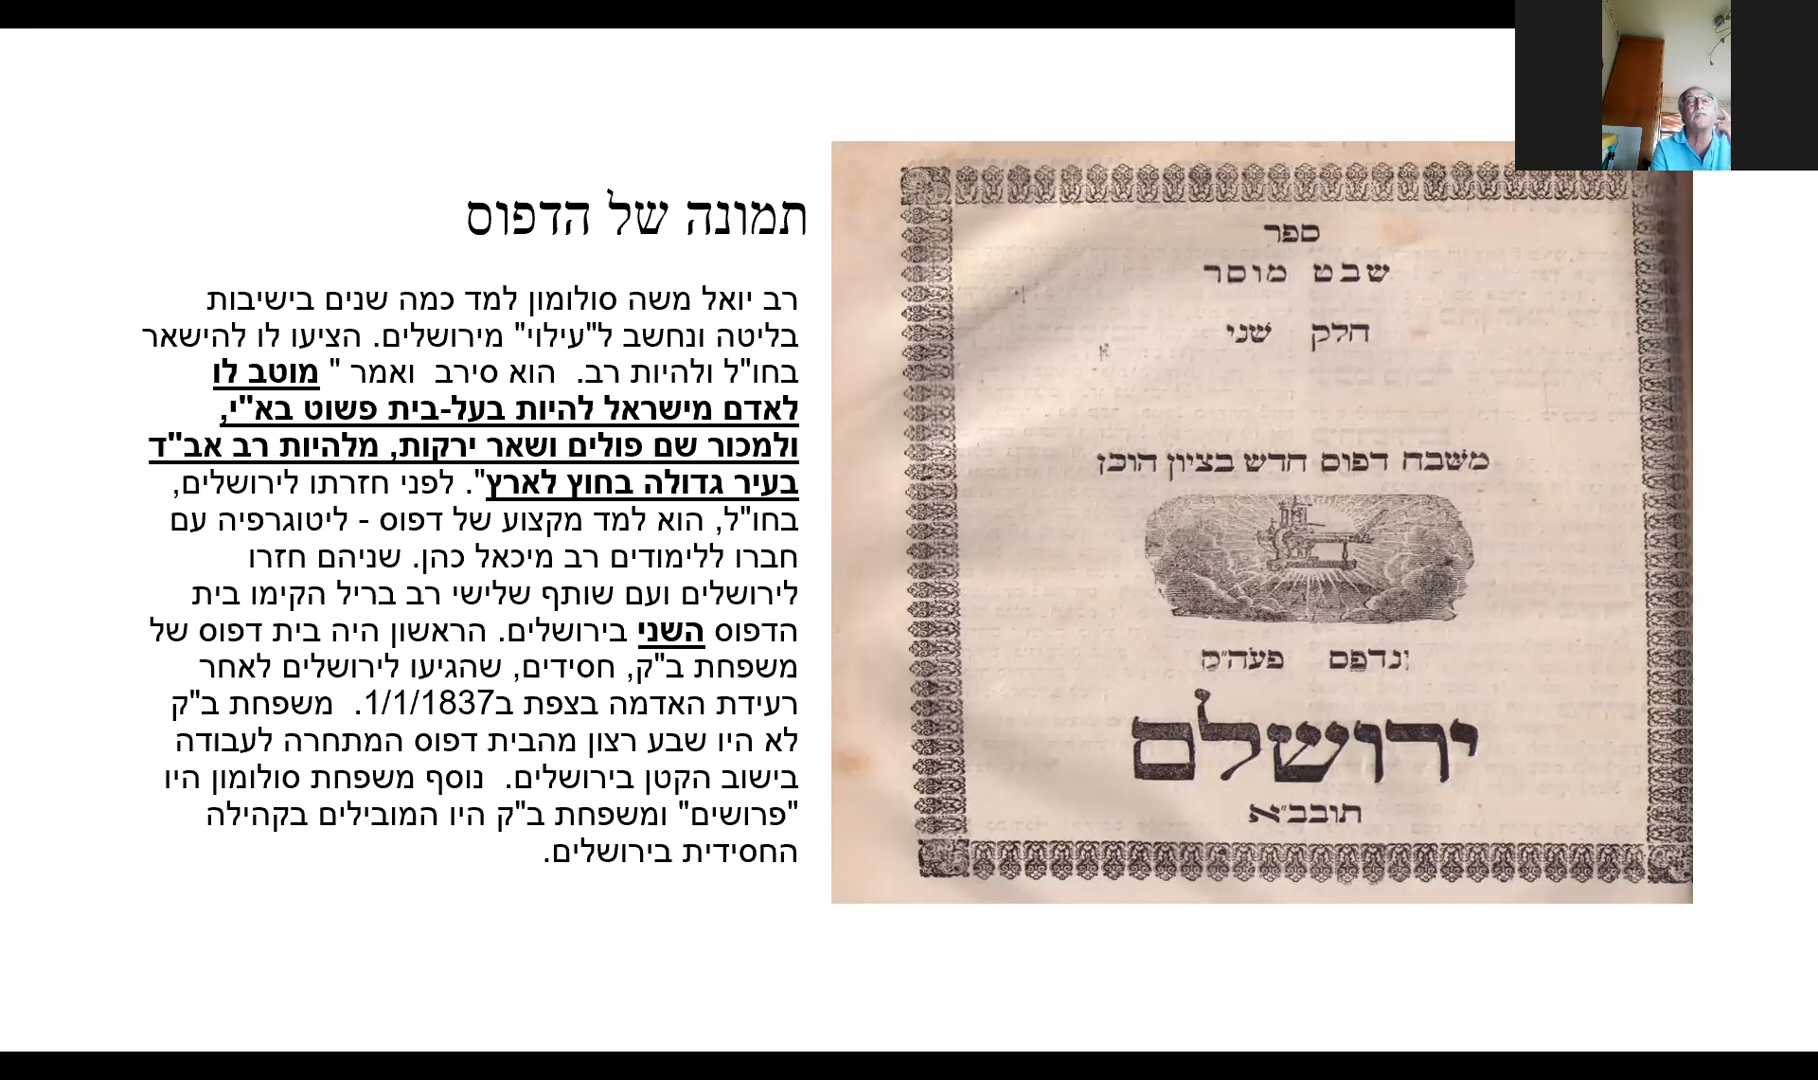 תמונה של הדפוס
רב יואל משה סולומון למד כמה שנים בישיבות
בליטה ונחשב ל"עילוי" מירושלים. הציעו לו להישאר
בחו"ל ולהיות רב. הוא סירב ואמר " מוטב לו
לאדם מישראל להיות בעל-בית פשוט בא"י,
ולמכור שם פולים ושאר ירקות, מלהיות רב אב"ד
בעיר גדולה בחוץ לארץ". לפני חזרתו לירושלים,
בחו"ל, הוא למד מקצוע של דפוס - ליטוגרפיה עם
חברו ללימודים רב מיכאל כהן. שניהם חזרו
לירושלים ועם שותף שלישי רב בריל הקימו בית
הדפוס השני בירושלים. הראשון היה בית דפוס של
משפחת ב"ק, חסידים, שהגיעו לירושלים לאחר
רעידת האדמה בצפת ב1/1/1837. משפחת ב"ק
לא היו שבע רצון מהבית דפוס המתחרה לעבודה
בישוב הקטן בירושלים. נוסף משפחת סולומון היו
"פרושים" ומשפחת ב"ק היו המובילים בקהילה
החסידית בירושלים.
ספר
שבט מוסר
חלק שני
משבח דפוס חדש בציון הוכן
ונדפס פעה"ק
ירושלם
תובב"א